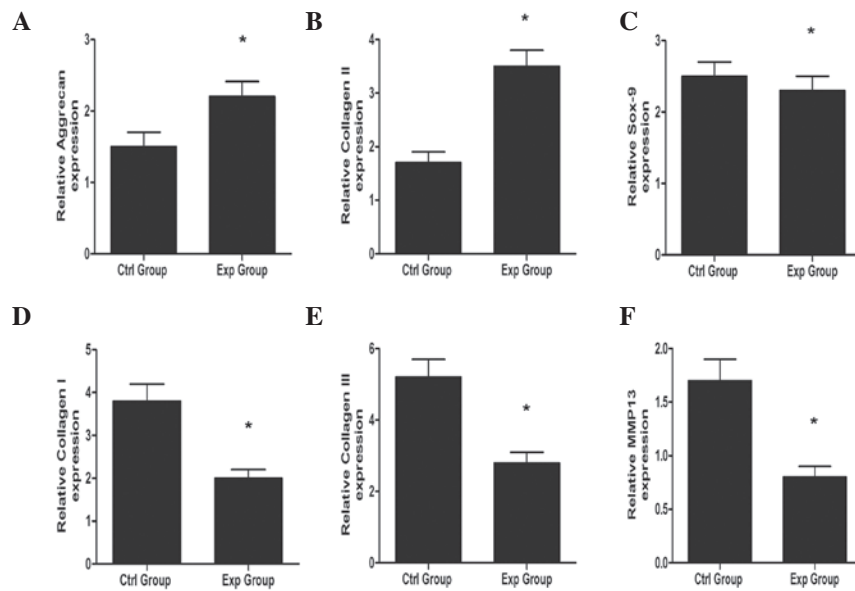 A
Relative Aggrecan
expression
3
2
1
0
*
Ctrl Group
Exp Group
B
Relative Collagen II
expression
4
3
2
1
0
*
Ctrl Group
Exp Group
C
Relative Sox-9
expression
3
2
1
0
*
Ctrl Group
Exp Group
D
Relative Collagen I
expression
5
4
3
2
1
0
*
Ctrl Group
Exp Group
E
Relative Collagen III
expression
6
4
2
0
*
Ctrl Group
Exp Group
F
Relative MMP13
expression
2.0
1.5
1.0
0.5
0.0
*
Ctrl Group
Exp Group